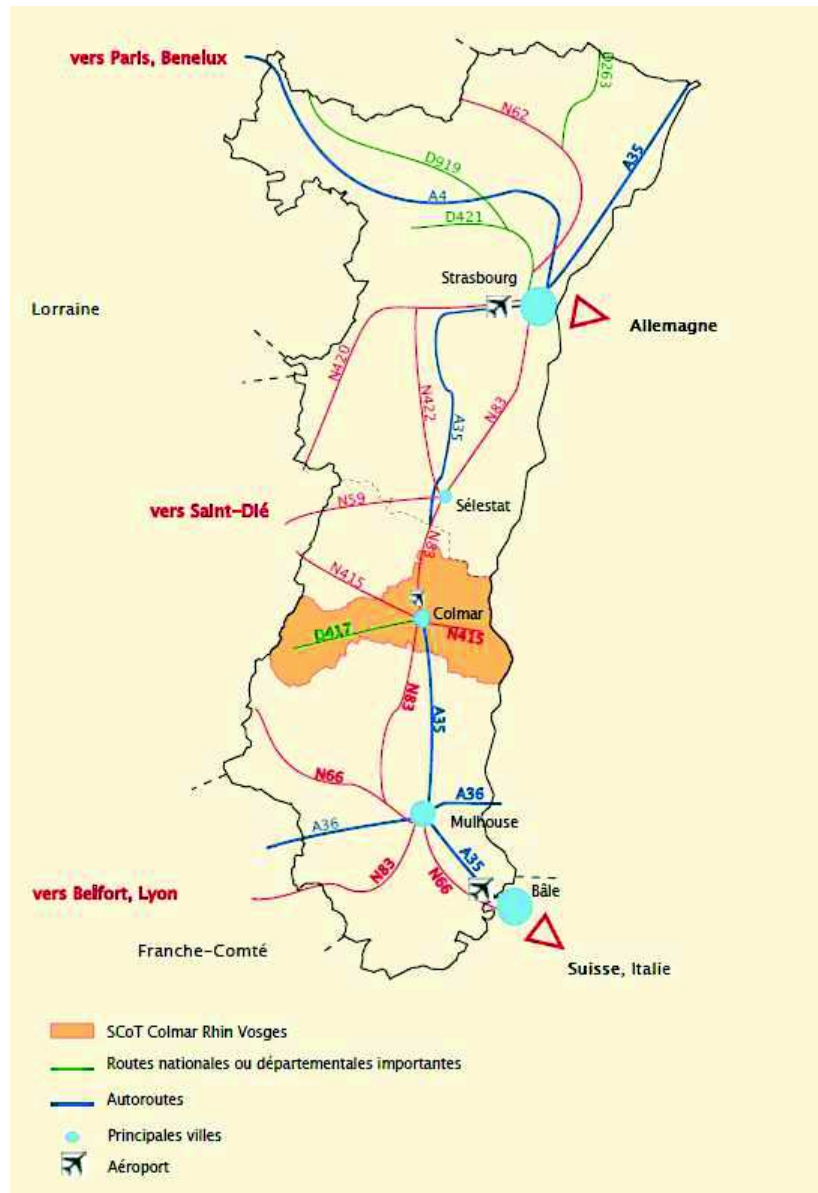 vers Paris, Benelux
D263
N62
A35
D919
A4
D421
Strasbourg
Lorraine
Allemagne
N420
N422
A35
N83
N59
vers Saint-Dié
Sélestat
N83
N415
Colmar
D417
N415
N83
A35
N66
A36
A36
Mulhouse
A35
N83
N66
vers Belfort, Lyon
Bâle
Franche-Comté
Suisse, Italie
SCoT Colmar Rhin Vosges
Routes nationales ou départementales importantes
Autoroutes
Principales villes
Aéroport